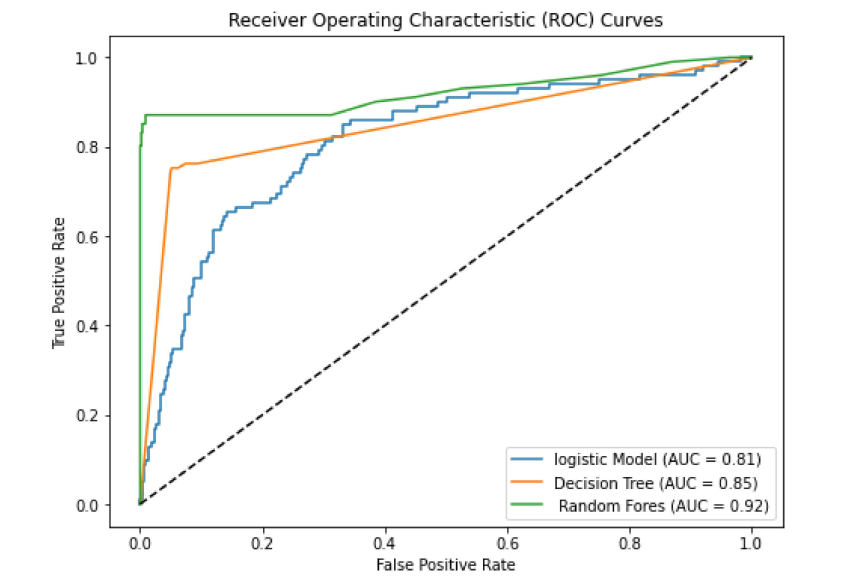 Receiver Operating Characteristic (ROC) Curves
True Positive Rate
1.0
0.8
0.6
0.4
0.2
0.0
logistic Model (AUC = 0.81)
Decision Tree (AUC = 0.85)
Random Fores (AUC = 0.92)
0.0 0.2 0.4 0.6 0.8 1.0
False Positive Rate